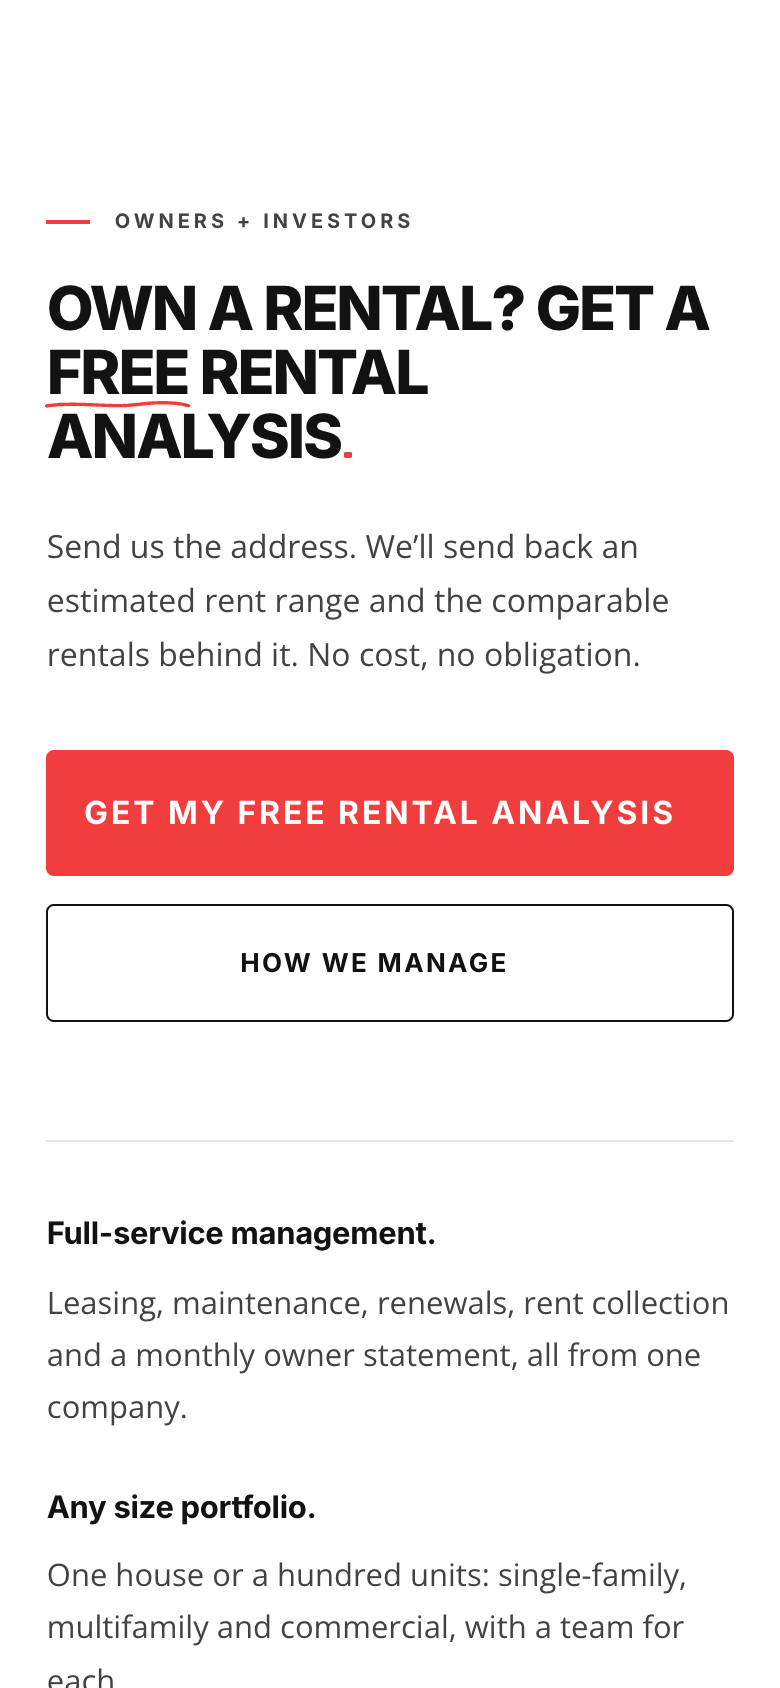 OWNERS + INVESTORS
OWN A RENTAL? GET A
FREE RENTAL
ANALYSIS.
Send us the address. We’ll send back an
estimated rent range and the comparable
rentals behind it. No cost, no obligation.
GET MY FREE RENTAL ANALYSIS
HOW WE MANAGE
Full-service management.
Leasing, maintenance, renewals, rent collection
and a monthly owner statement, all from one
company.
Any size portfolio.
One house or a hundred units: single-family,
multifamily and commercial, with a team for
each